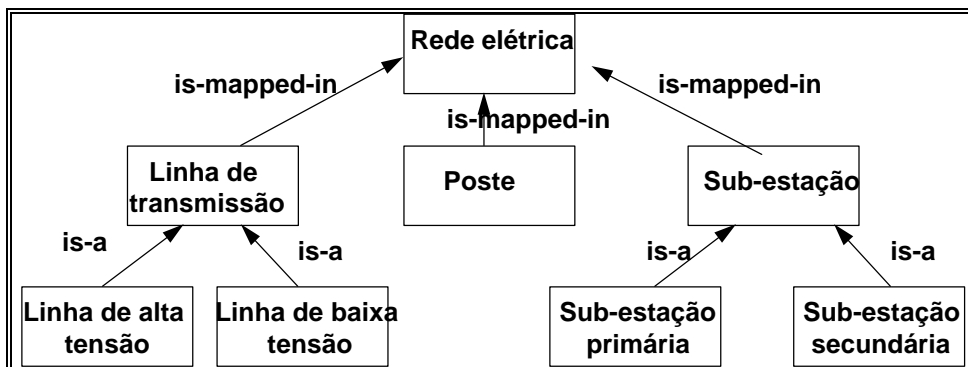 Rede elétrica
is-mapped-in
is-mapped-in
is-mapped-in
Linha de
transmissão
Poste
Sub-estação
is-a
is-a
is-a
is-a
Linha de alta
tensão
Linha de baixa
tensão
Sub-estação
primária
Sub-estação
secundária